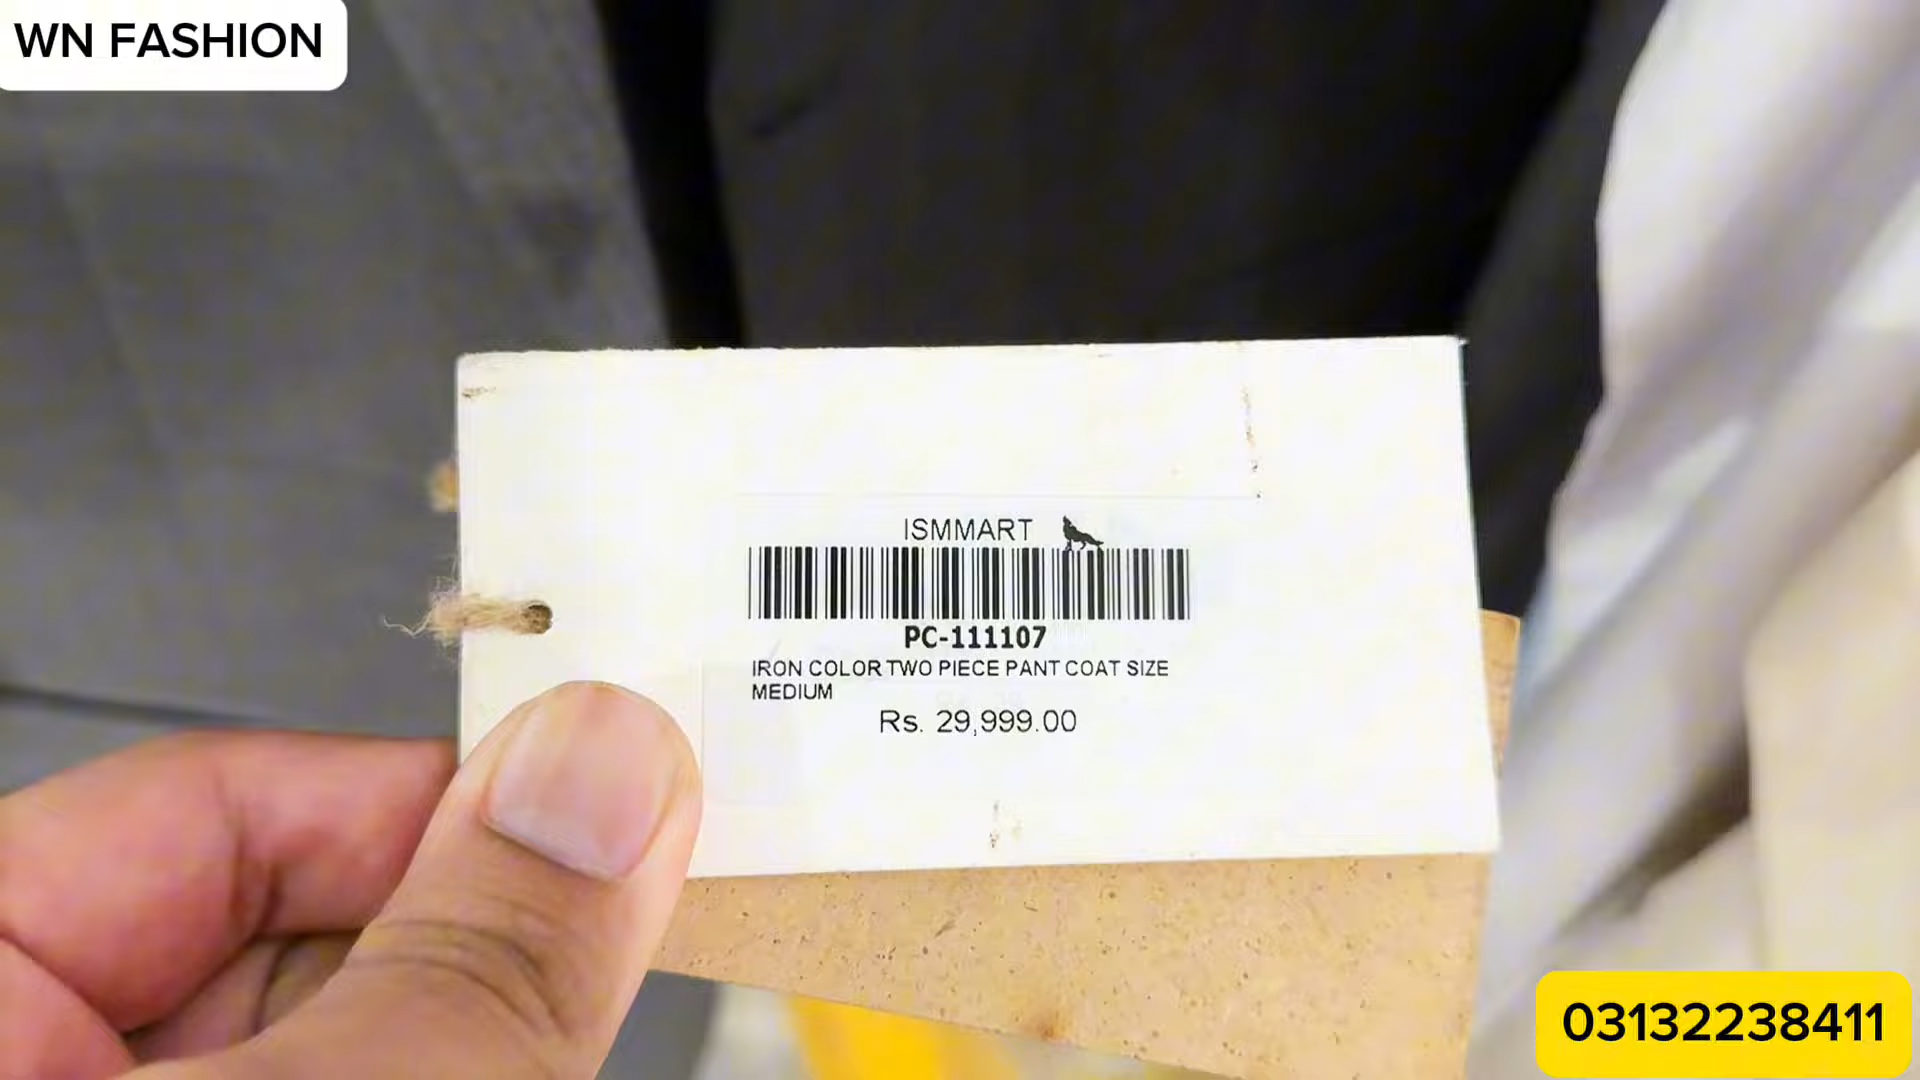 WN FASHION
ISMMART
PC-111107
IRON COLOR TWO PIECE PANT COAT SIZE
MEDIUM
Rs. 29,999.00
03132238411